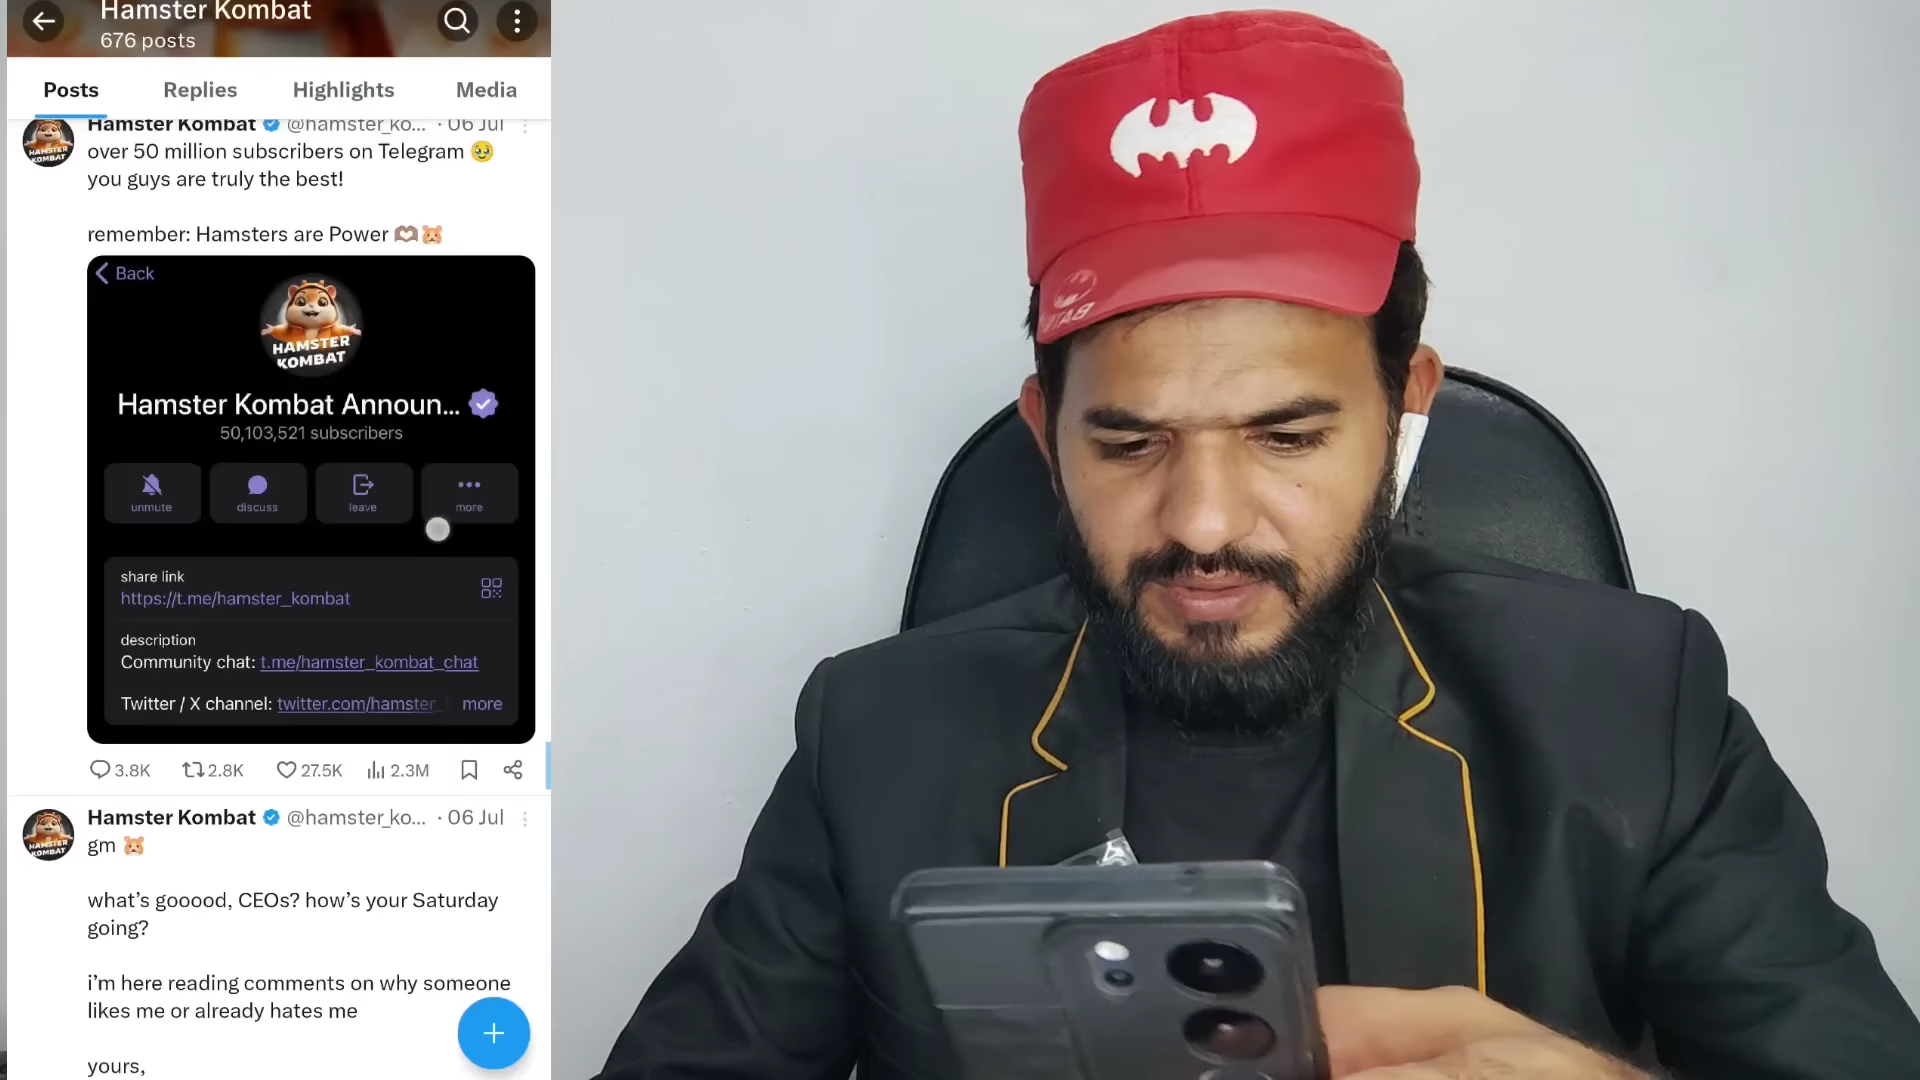 Hamster Kombat
676 posts
Posts
Replies
Highlights
Media
Hamster Kombat @hamster_ko... · 06 Jul
over 50 million subscribers on Telegram 🥹
you guys are truly the best!
remember: Hamsters are Power 🫶🏽🐹
Back
HAMSTER
KOMBAT
Hamster Kombat Announ...
50,103,521 subscribers
unmute
discuss
leave
more
share link
https://t.me/hamster_kombat
description
Community chat: t.me/hamster_kombat_chat
Twitter / X channel: twitter.com/hamster_
more
3.8K
2.8K
27.5K
2.3M
Hamster Kombat @hamster_ko... · 06 Jul
gm 🐹
what's gooood, CEOs? how's your Saturday
going?
i'm here reading comments on why someone
likes me or already hates me
yours,